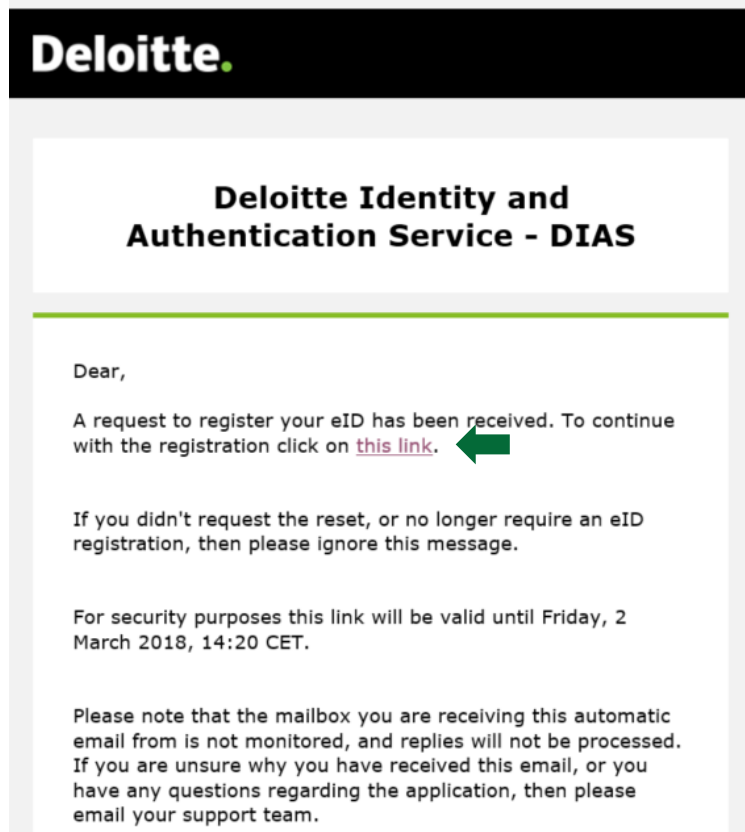 Deloitte.
Deloitte Identity and
Authentication Service - DIAS
Dear,
A request to register your eID has been received. To continue
with the registration click on this link.
If you didn't request the reset, or no longer require an eID
registration, then please ignore this message.
For security purposes this link will be valid until Friday, 2
March 2018, 14:20 CET.
Please note that the mailbox you are receiving this automatic
email from is not monitored, and replies will not be processed.
If you are unsure why you have received this email, or you
have any questions regarding the application, then please
email your support team.